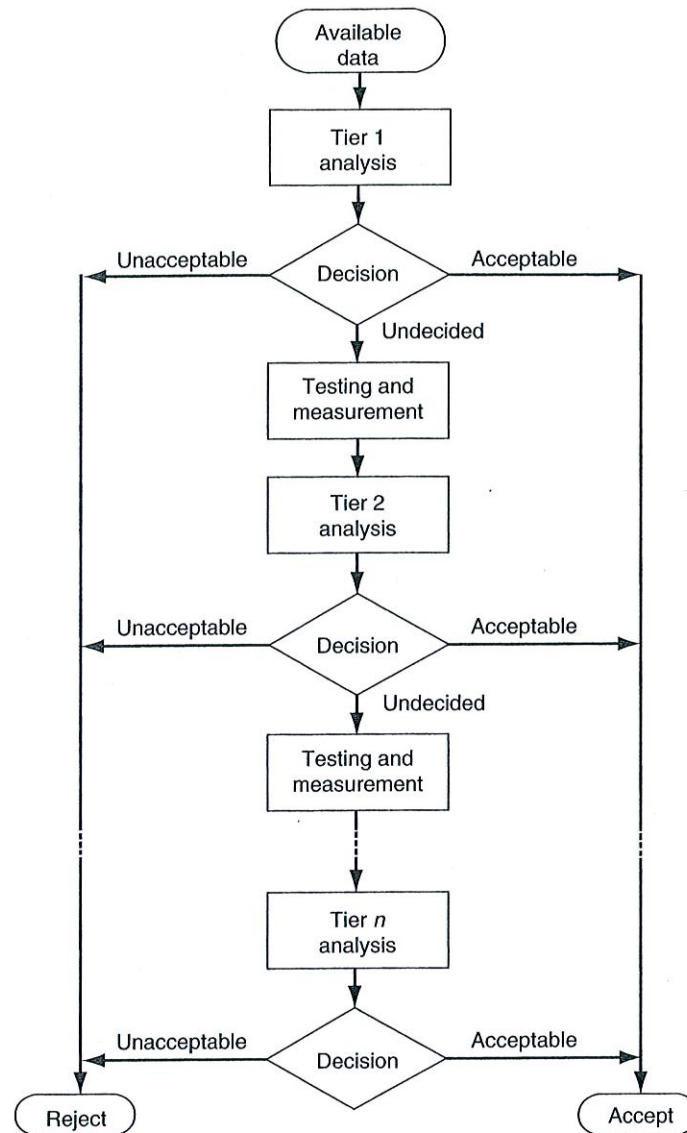 Available
data
Tier 1
analysis
Unacceptable
Decision
Acceptable
Undecided
Testing and
measurement
Tier 2
analysis
Unacceptable
Decision
Acceptable
Undecided
Testing and
measurement
Tier n
analysis
Unacceptable
Decision
Acceptable
Reject
Accept